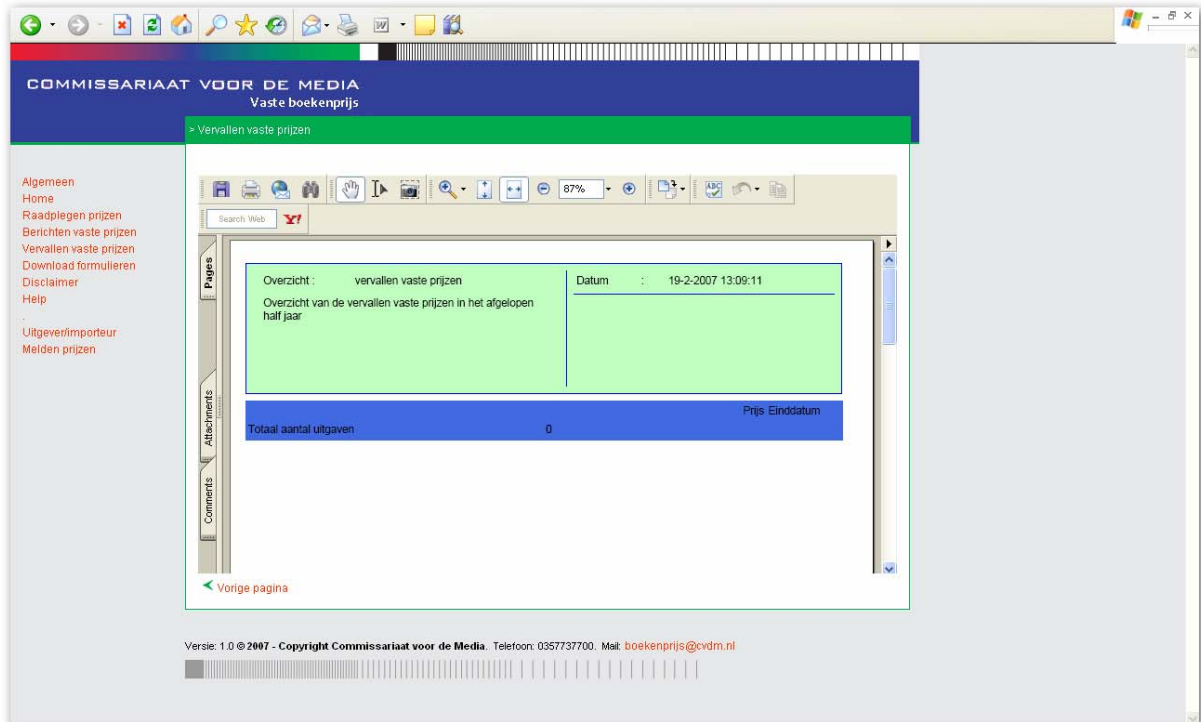 COMMISSARIAAT VOOR DE MEDIA
Vaste boekenprijs
> Vervallen vaste prijzen
Algemeen
Home
Raadplegen prijzen
Berichten vaste prijzen
Vervallen vaste prijzen
Download formulieren
Disclaimer
Help
.
Uitgever/importeur
Melden prijzen
87%
ABC
Search Web Y!
Pages
Attachments
Comments
Overzicht : vervallen vaste prijzen
Overzicht van de vervallen vaste prijzen in het afgelopen
half jaar
Datum : 19-2-2007 13:09:11
Prijs Einddatum
Totaal aantal uitgaven 0
Vorige pagina
Versie: 1.0 © 2007 - Copyright Commissariaat voor de Media. Telefoon: 0357737700. Mail: boekenprijs@cvdm.nl